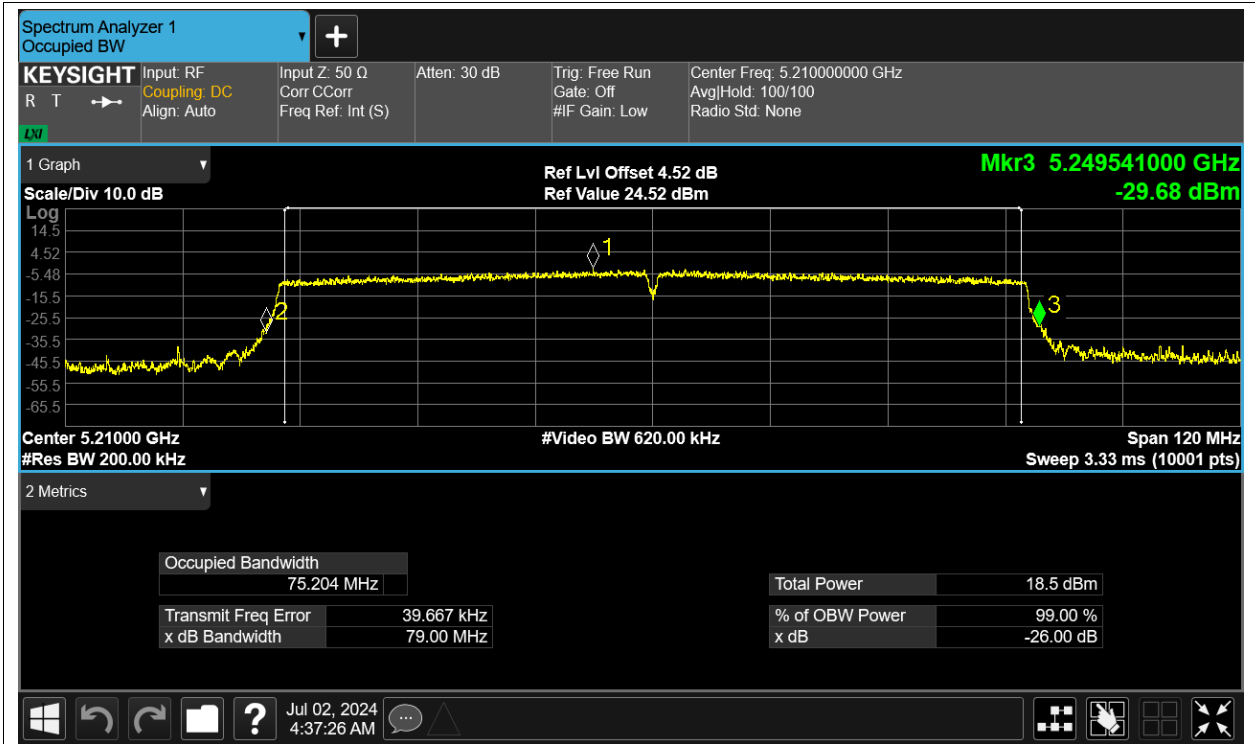 Spectrum Analyzer 1
Occupied BW
KEYSIGHT
R T
LXI
Input: RF
Coupling: DC
Align: Auto
Input Z: 50 Ω
Corr CCorr
Freq Ref: Int (S)
Atten: 30 dB
Trig: Free Run
Gate: Off
#IF Gain: Low
Center Freq: 5.210000000 GHz
Avg|Hold: 100/100
Radio Std: None
1 Graph
Scale/Div 10.0 dB
Ref Lvl Offset 4.52 dB
Ref Value 24.52 dBm
Mkr3 5.249541000 GHz
-29.68 dBm
Log
14.5
4.52
-5.48
-15.5
-25.5
-35.5
-45.5
-55.5
-65.5
1
2
3
Center 5.21000 GHz
#Video BW 620.00 kHz
Span 120 MHz
#Res BW 200.00 kHz
Sweep 3.33 ms (10001 pts)
2 Metrics
Occupied Bandwidth
75.204 MHz
Total Power 18.5 dBm
Transmit Freq Error 39.667 kHz
% of OBW Power 99.00 %
x dB Bandwidth 79.00 MHz
x dB -26.00 dB
?
Jul 02, 2024
4:37:26 AM